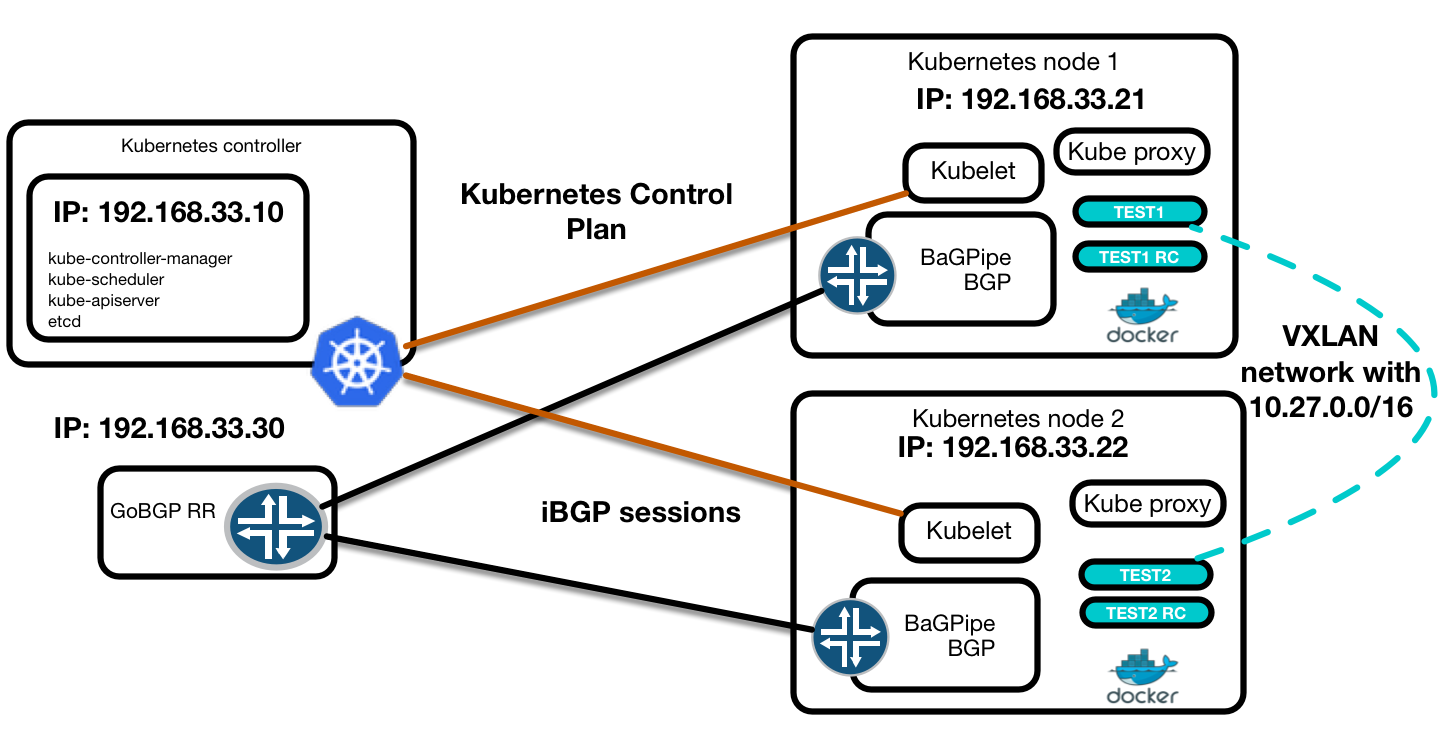 Kubernetes controller
IP: 192.168.33.10
kube-controller-manager
kube-scheduler
kube-apiserver
etcd
IP: 192.168.33.30
GoBGP RR
Kubernetes Control
Plan
iBGP sessions
Kubernetes node 1
IP: 192.168.33.21
Kubelet
Kube proxy
BaGPipe
BGP
TEST1
TEST1 RC
docker
Kubernetes node 2
IP: 192.168.33.22
Kubelet
Kube proxy
BaGPipe
BGP
TEST2
TEST2 RC
docker
VXLAN
network with
10.27.0.0/16